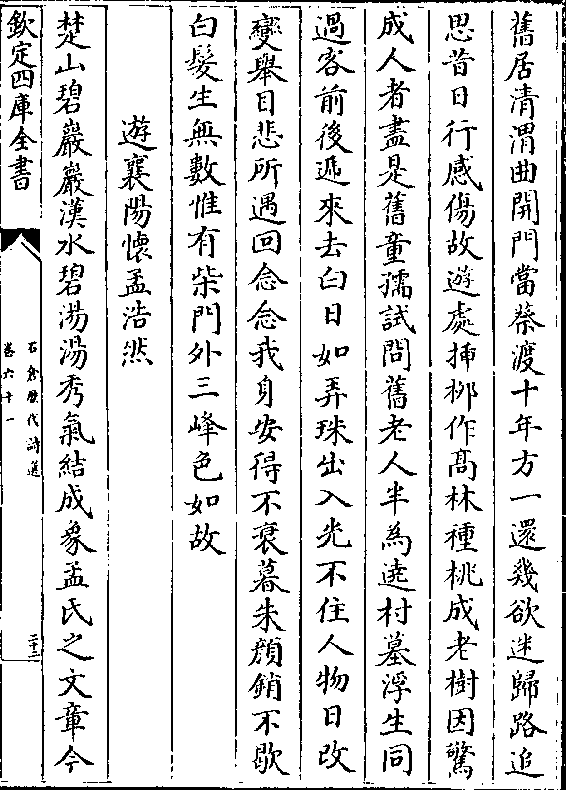 舊居清渭曲開門當蔡渡十年方一還幾欲迷歸路追
思昔日行感傷故遊處揷栁作髙林種桃成老樹因驚
成人者盡是舊童孺試問舊老人半為遶村墓浮生同
過客前後遞來去白日如弄珠出入光不住人物日改
變舉目悲所遇回念念我身安得不衰暮朱顔銷不歇
白髮生無數惟有柴門外三峰色如故
遊襄陽懷孟浩然
楚山碧巖巖漢水碧湯湯秀氣結成象孟氏之文章今
欽定四庫全書
石倉歷代詩選
卷六十一
二十三